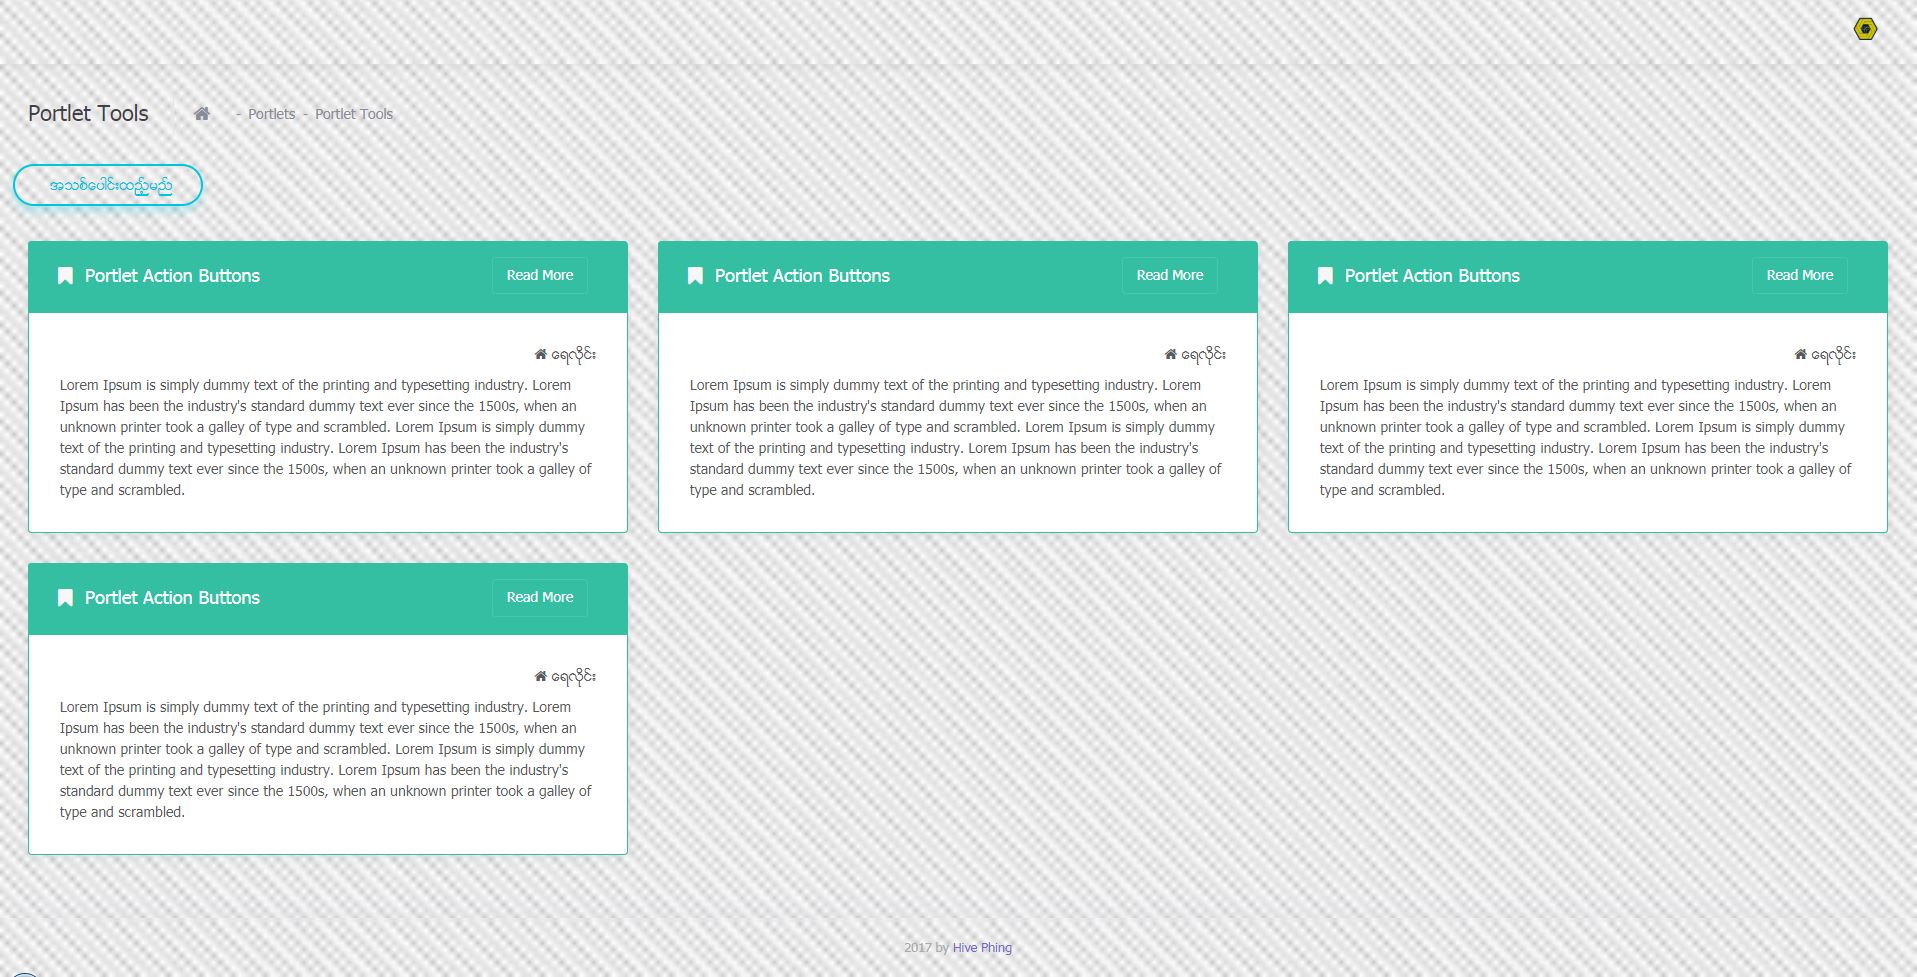 Portlet Tools
- Portlets - Portlet Tools
အသစ်ပေါင်းထည့်မည်
Portlet Action Buttons
Read More
ရေလိုင်း
Lorem Ipsum is simply dummy text of the printing and typesetting industry. Lorem
Ipsum has been the industry's standard dummy text ever since the 1500s, when an
unknown printer took a galley of type and scrambled. Lorem Ipsum is simply dummy
text of the printing and typesetting industry. Lorem Ipsum has been the industry's
standard dummy text ever since the 1500s, when an unknown printer took a galley of
type and scrambled.
Portlet Action Buttons
Read More
ရေလိုင်း
Lorem Ipsum is simply dummy text of the printing and typesetting industry. Lorem
Ipsum has been the industry's standard dummy text ever since the 1500s, when an
unknown printer took a galley of type and scrambled. Lorem Ipsum is simply dummy
text of the printing and typesetting industry. Lorem Ipsum has been the industry's
standard dummy text ever since the 1500s, when an unknown printer took a galley of
type and scrambled.
Portlet Action Buttons
Read More
ရေလိုင်း
Lorem Ipsum is simply dummy text of the printing and typesetting industry. Lorem
Ipsum has been the industry's standard dummy text ever since the 1500s, when an
unknown printer took a galley of type and scrambled. Lorem Ipsum is simply dummy
text of the printing and typesetting industry. Lorem Ipsum has been the industry's
standard dummy text ever since the 1500s, when an unknown printer took a galley of
type and scrambled.
Portlet Action Buttons
Read More
ရေလိုင်း
Lorem Ipsum is simply dummy text of the printing and typesetting industry. Lorem
Ipsum has been the industry's standard dummy text ever since the 1500s, when an
unknown printer took a galley of type and scrambled. Lorem Ipsum is simply dummy
text of the printing and typesetting industry. Lorem Ipsum has been the industry's
standard dummy text ever since the 1500s, when an unknown printer took a galley of
type and scrambled.
2017 by Hive Phing